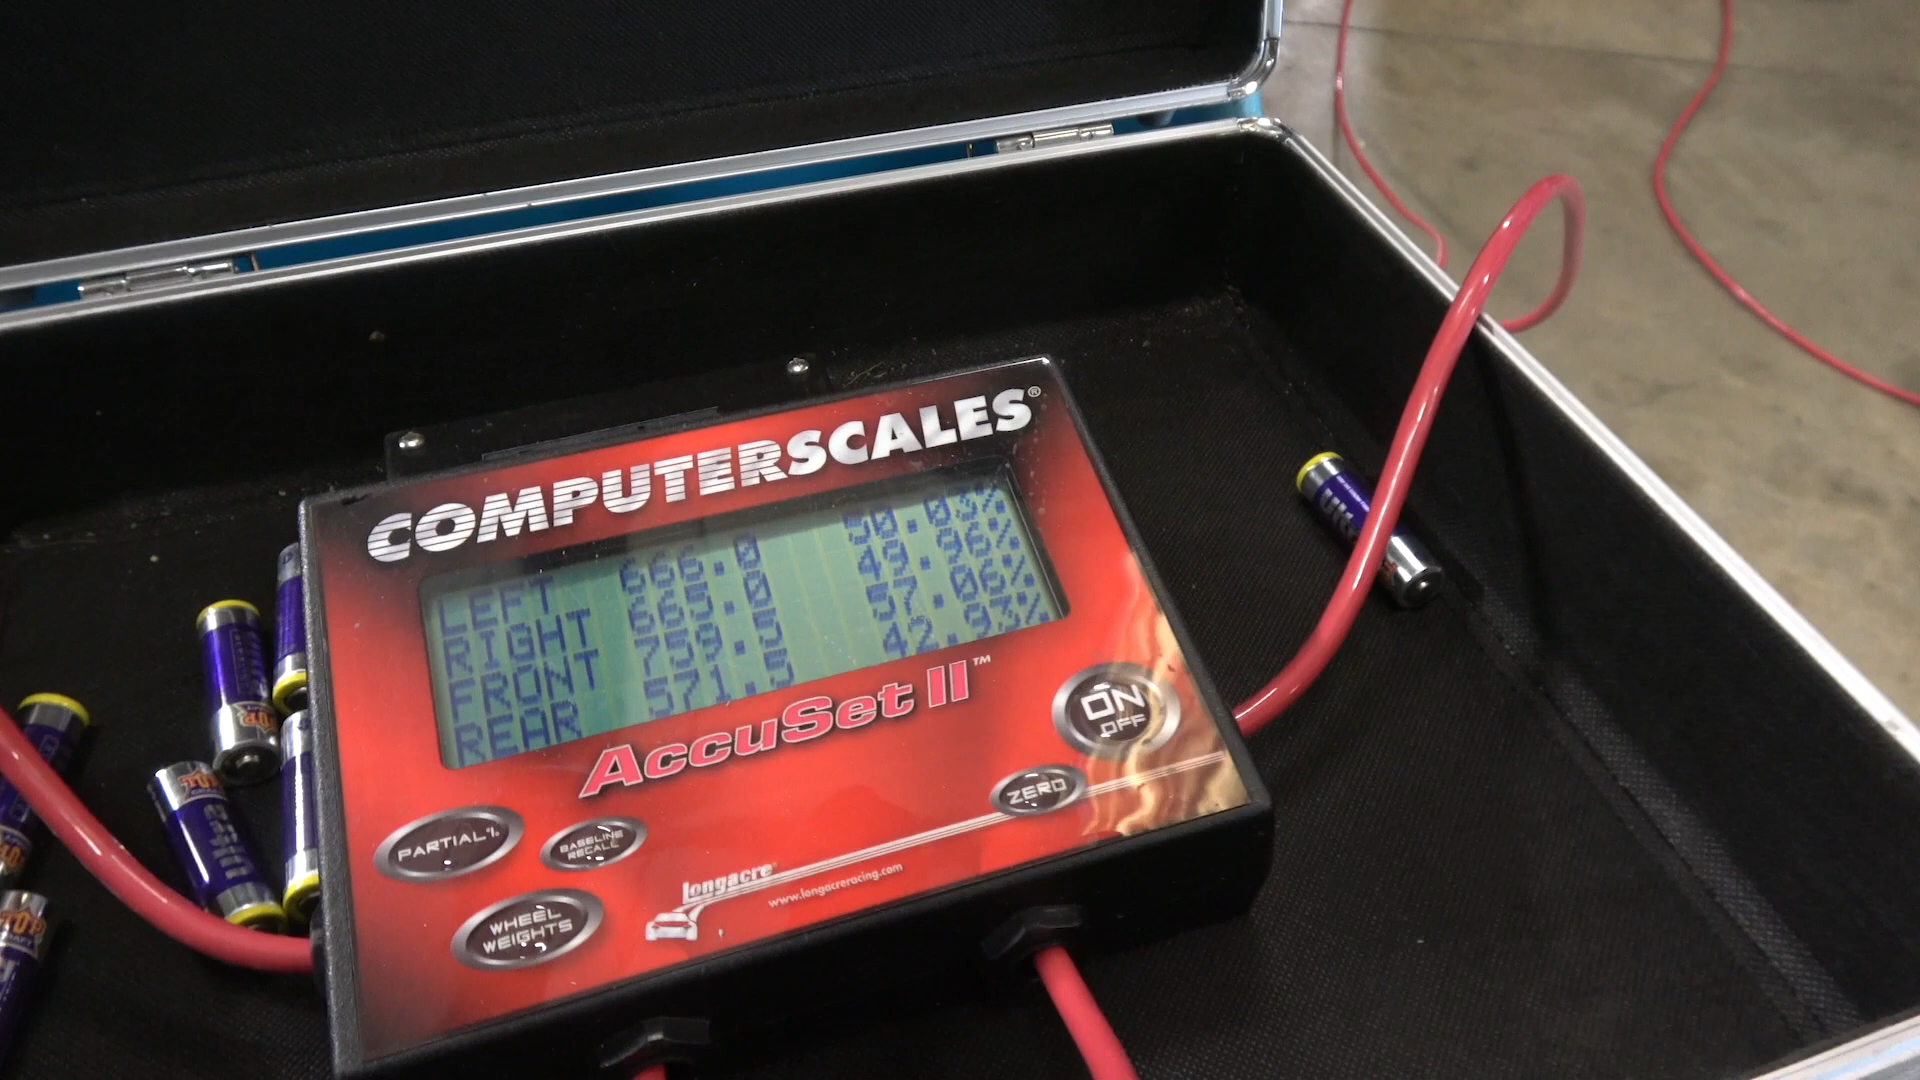 COMPUTERSCALES®
LEFT 666.0 50.03%
RIGHT 665.0 49.96%
FRONT 759.5 57.06%
REAR 571.5 42.93%
AccuSet II™
ON
OFF
ZERO
PARTIAL%
BASELINE
RECALL
WHEEL
WEIGHTS
Longacre®
www.longacreracing.com
TOP